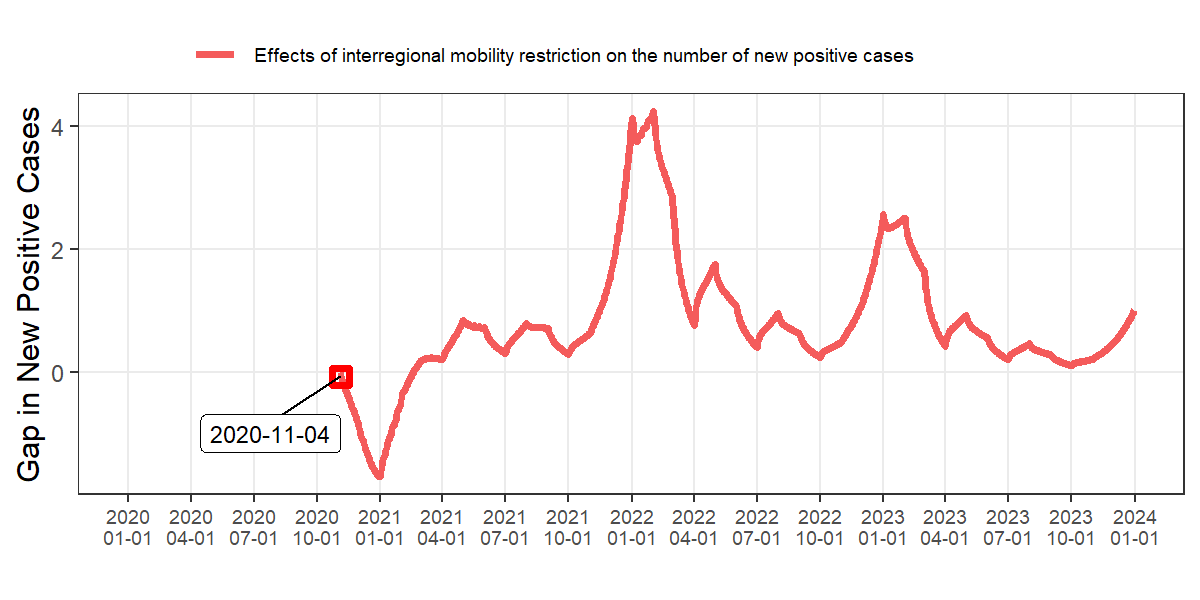 Effects of interregional mobility restriction on the number of new positive cases
Gap in New Positive Cases
4
2
0
2020-11-04
2020 2020 2020 2020 2021 2021 2021 2021 2022 2022 2022 2022 2023 2023 2023 2023 2024
01-01 04-01 07-01 10-01 01-01 04-01 07-01 10-01 01-01 04-01 07-01 10-01 01-01 04-01 07-01 10-01 01-01